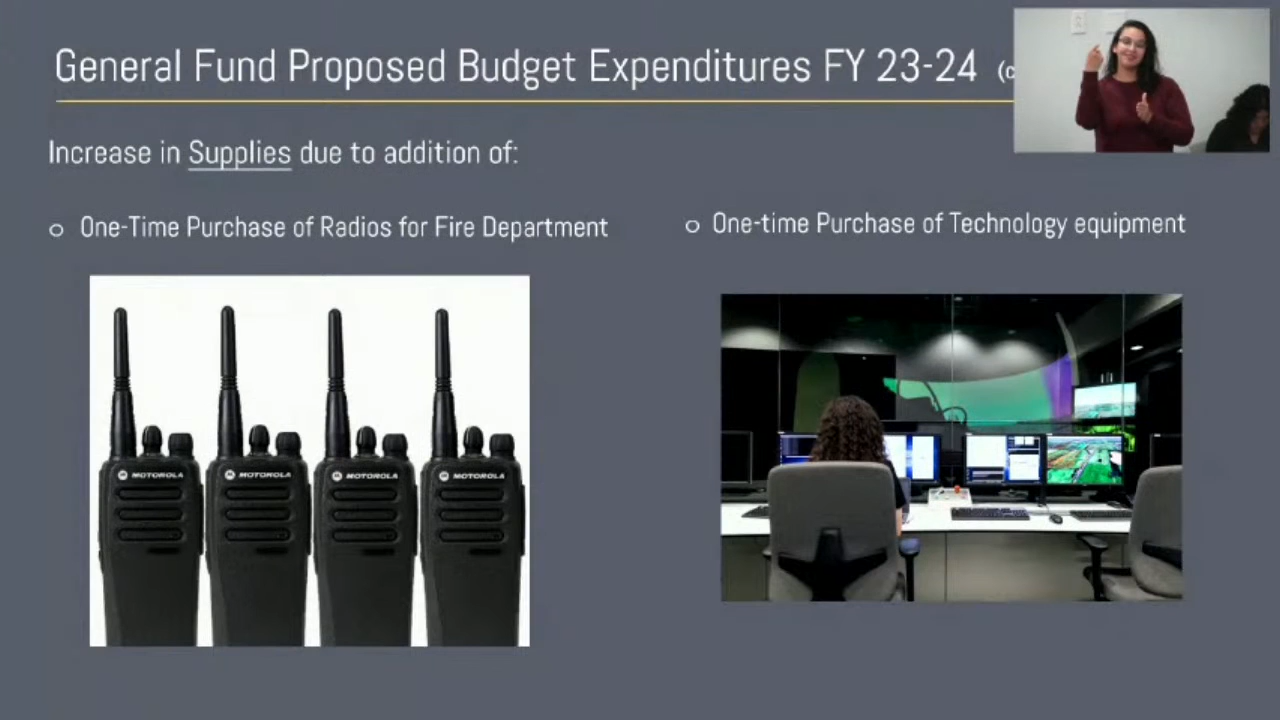 General Fund Proposed Budget Expenditures FY 23-24 (c
Increase in Supplies due to addition of:
o One-Time Purchase of Radios for Fire Department
o One-time Purchase of Technology equipment
MOTOROLA MOTOROLA MOTOROLA MOTOROLA